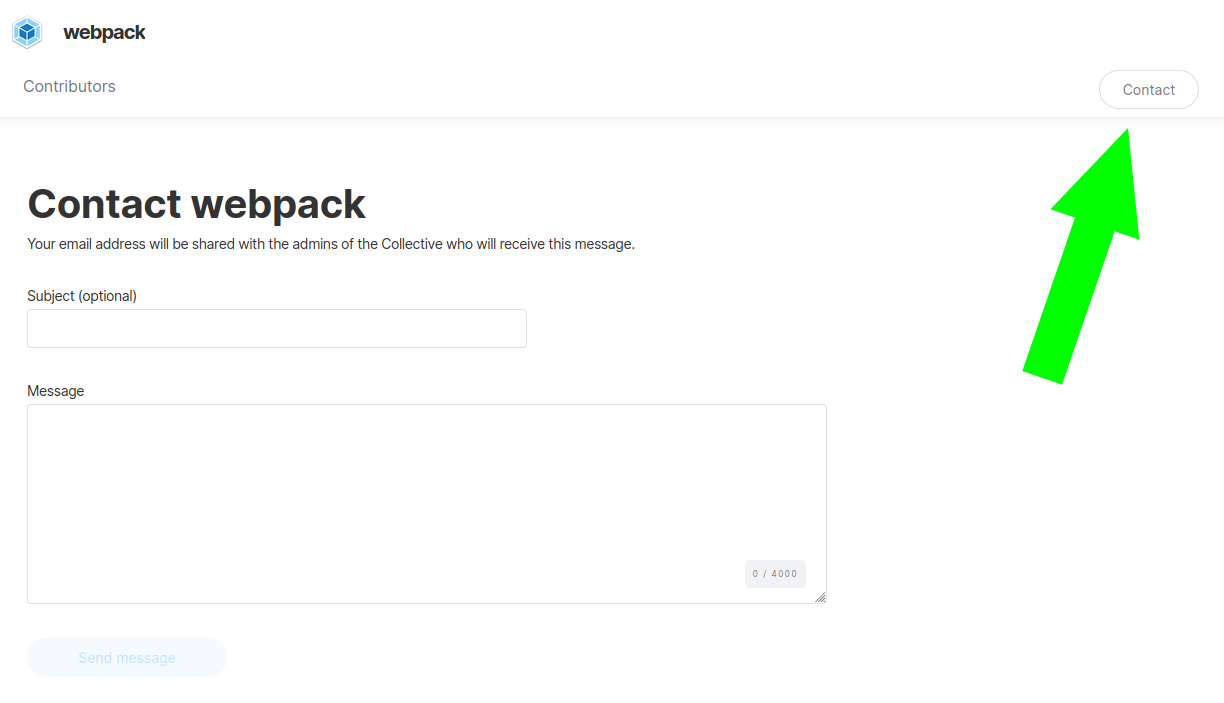 webpack
Contributors
Contact
Contact webpack
Your email address will be shared with the admins of the Collective who will receive this message.
Subject (optional)
Message
0 / 4000
Send message